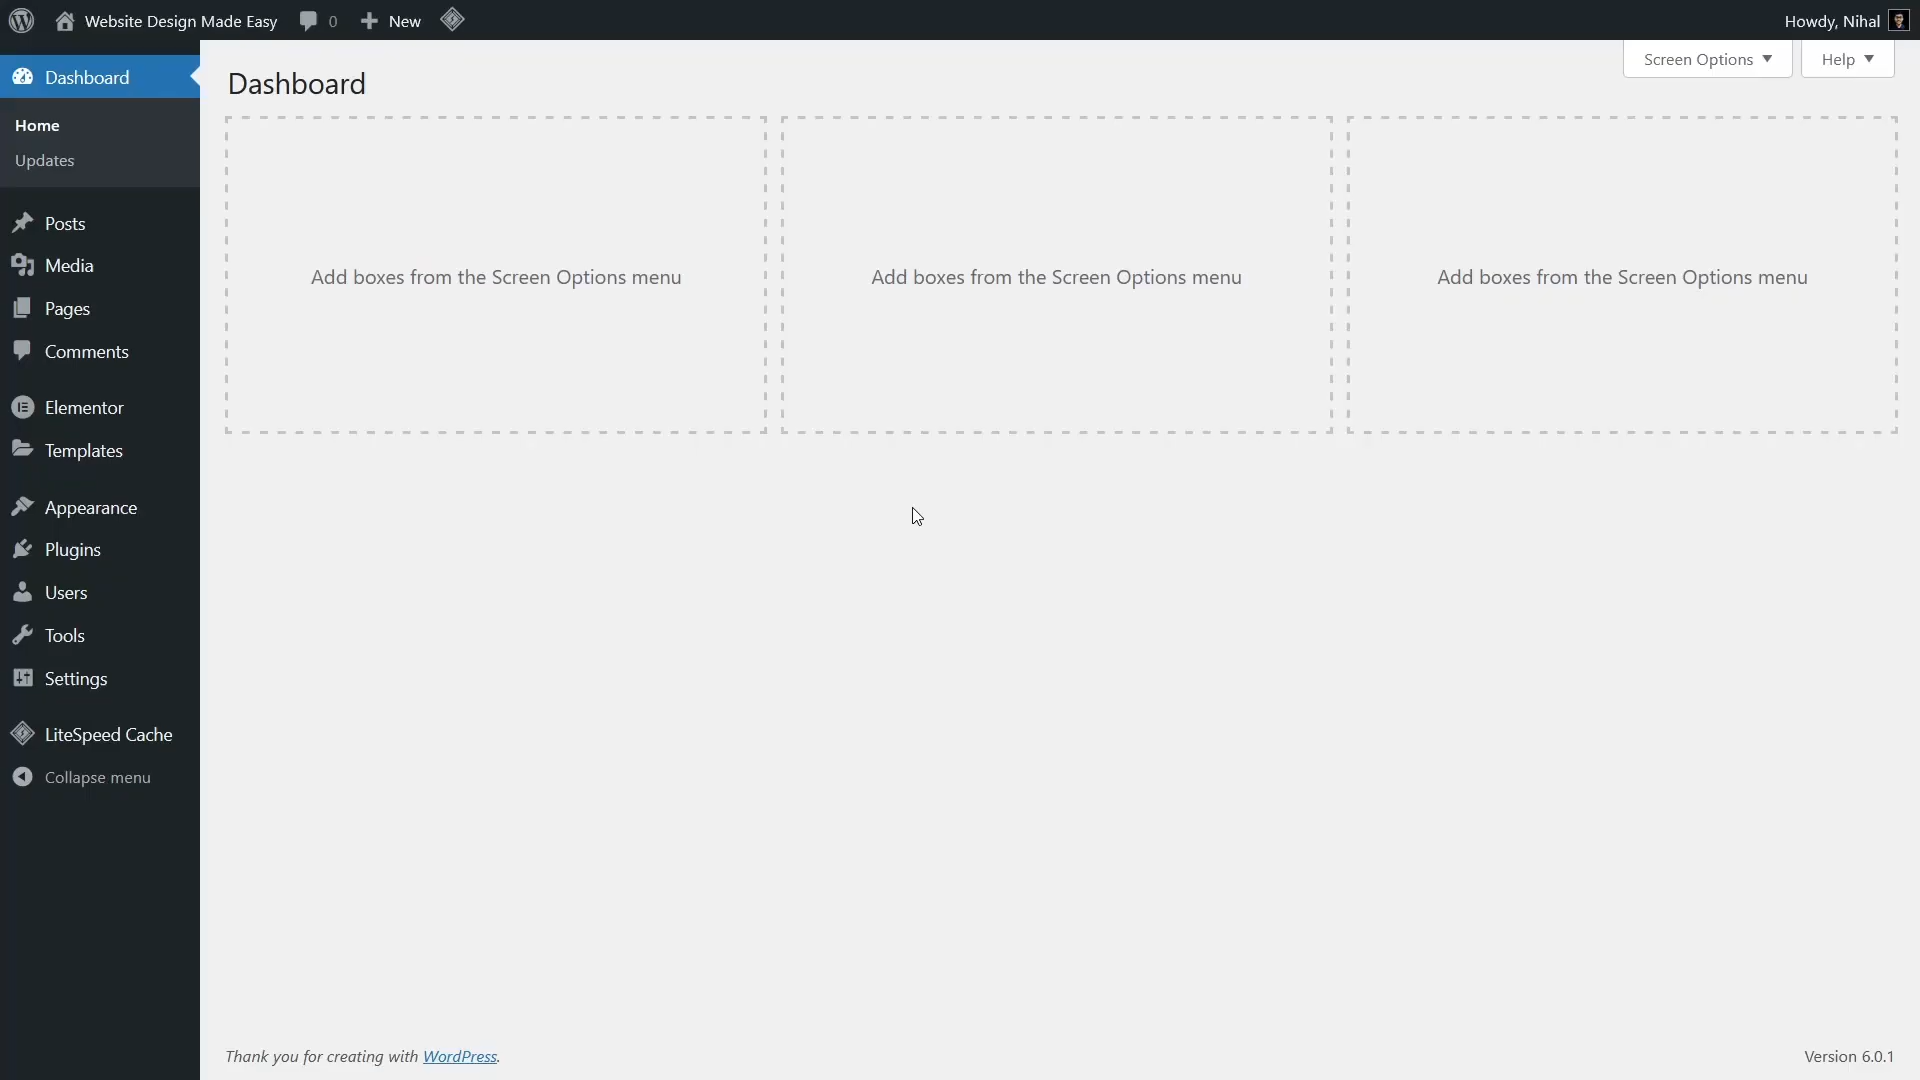 Website Design Made Easy
0
New
Howdy, Nihal
Dashboard
Home
Updates
Posts
Media
Pages
Comments
Elementor
Templates
Appearance
Plugins
Users
Tools
Settings
LiteSpeed Cache
Collapse menu
Screen Options
Help
Dashboard
Add boxes from the Screen Options menu
Add boxes from the Screen Options menu
Add boxes from the Screen Options menu
Thank you for creating with WordPress.
Version 6.0.1